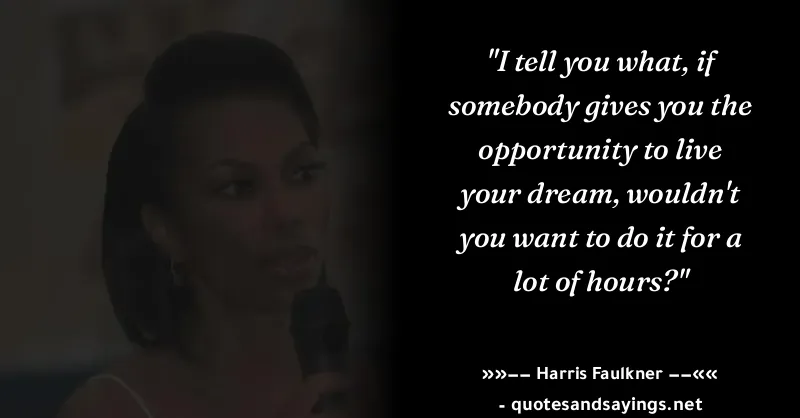 "I tell you what, if
somebody gives you the
opportunity to live
your dream, wouldn't
you want to do it for a
lot of hours?"
»»−− Harris Faulkner −−««
- quotesandsayings.net